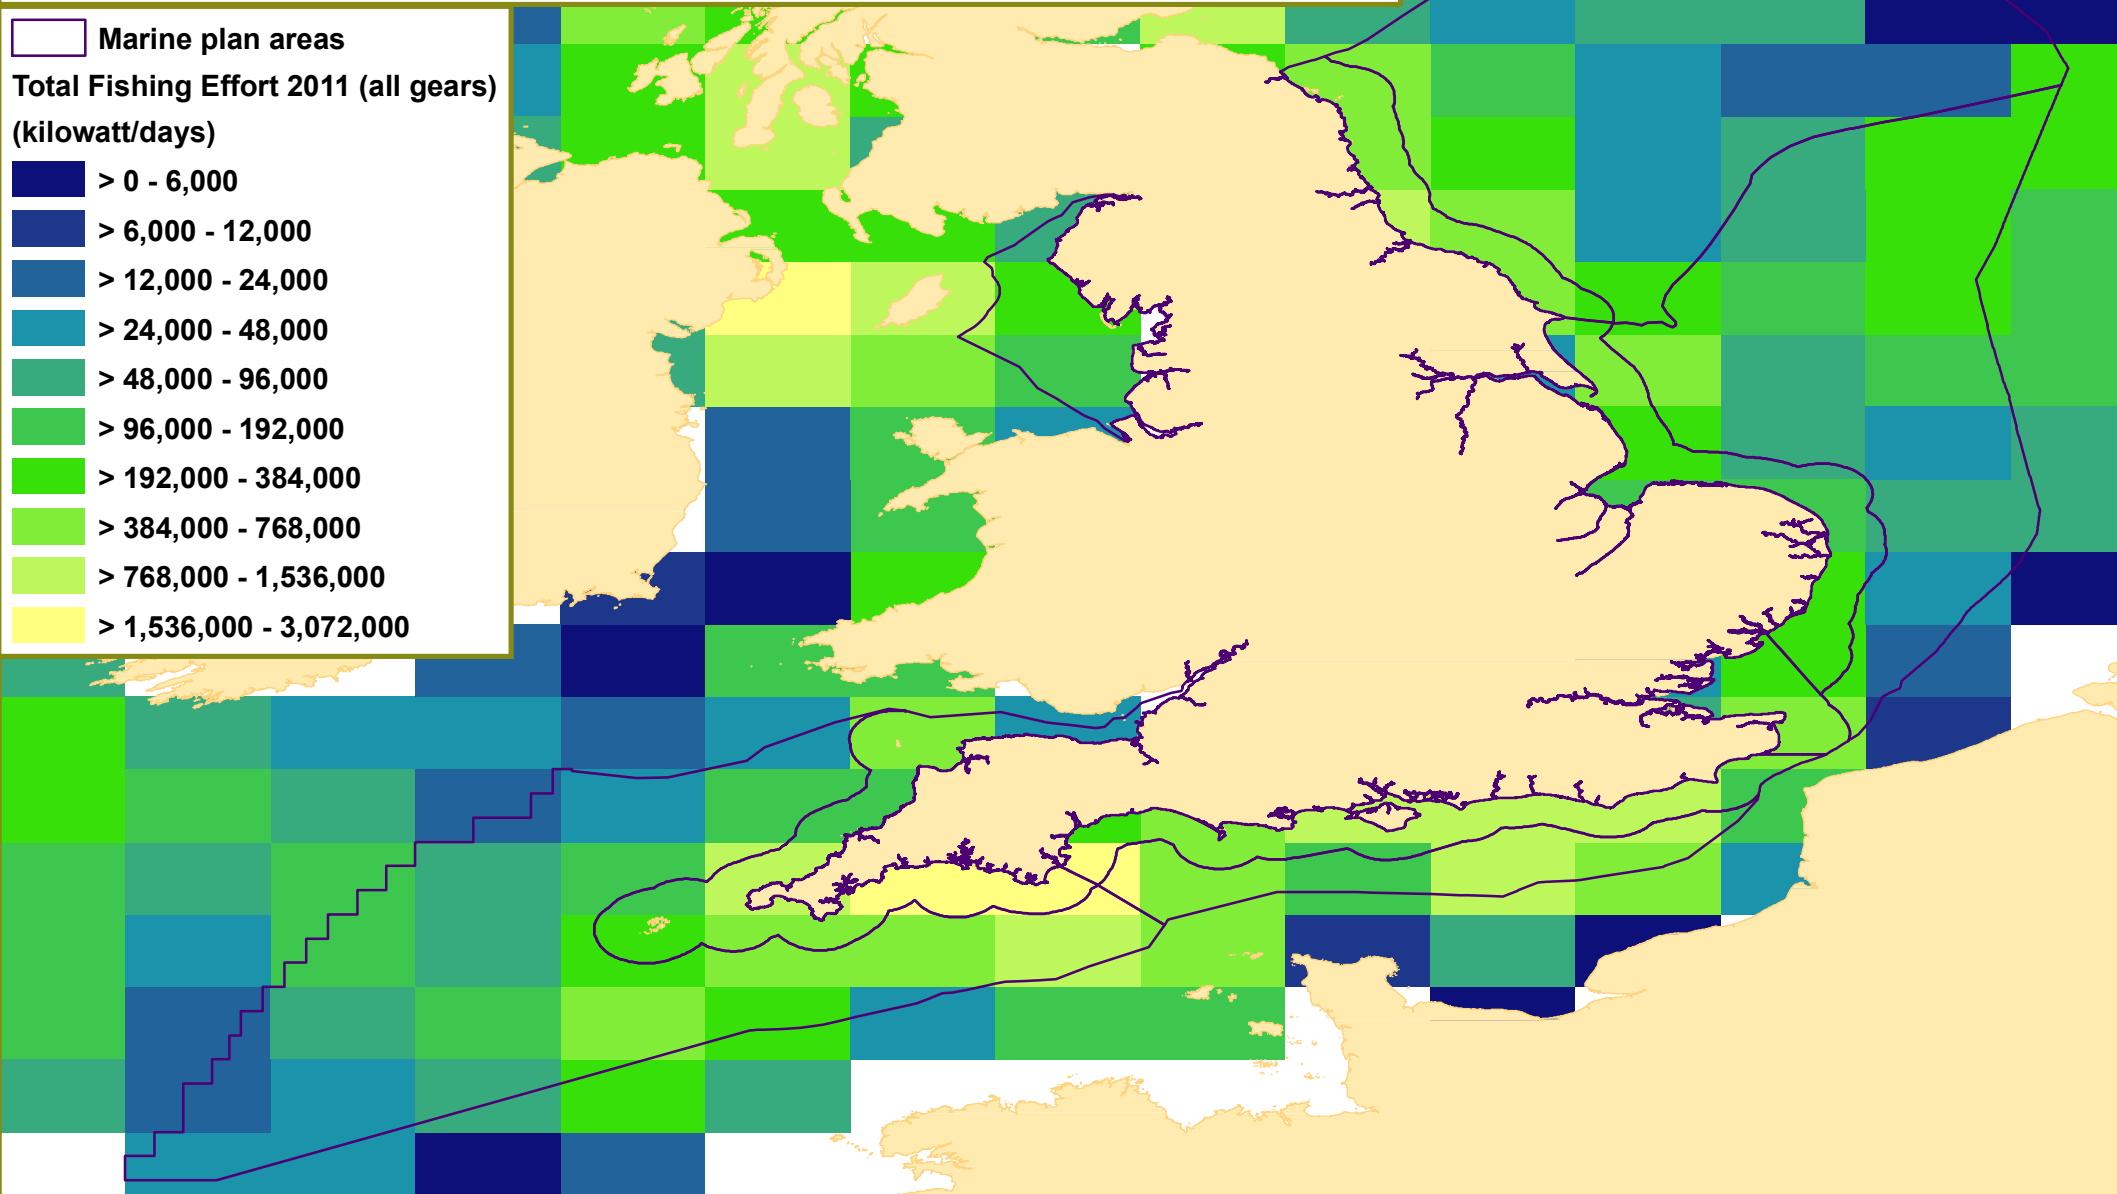 Marine plan areas
Total Fishing Effort 2011 (all gears)
(kilowatt/days)
> 0 - 6,000
> 6,000 - 12,000
> 12,000 - 24,000
> 24,000 - 48,000
> 48,000 - 96,000
> 96,000 - 192,000
> 192,000 - 384,000
> 384,000 - 768,000
> 768,000 - 1,536,000
> 1,536,000 - 3,072,000